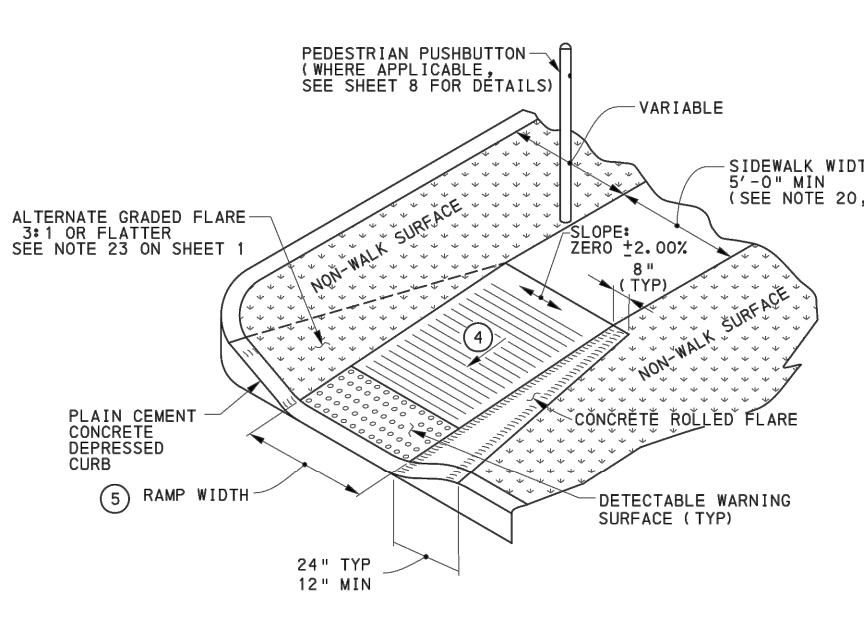 PEDESTRIAN PUSHBUTTON
(WHERE APPLICABLE,
SEE SHEET 8 FOR DETAILS)
VARIABLE
SIDEWALK WIDT
5'-0" MIN
(SEE NOTE 20,
ALTERNATE GRADED FLARE
3:1 OR FLATTER
SEE NOTE 23 ON SHEET 1
NON-WALK SURFACE
SLOPE:
ZERO ±2.00%
8"
(TYP)
NON-WALK SURFACE
4
PLAIN CEMENT
CONCRETE
DEPRESSED
CURB
CONCRETE ROLLED FLARE
5 RAMP WIDTH
DETECTABLE WARNING
SURFACE (TYP)
24" TYP
12" MIN